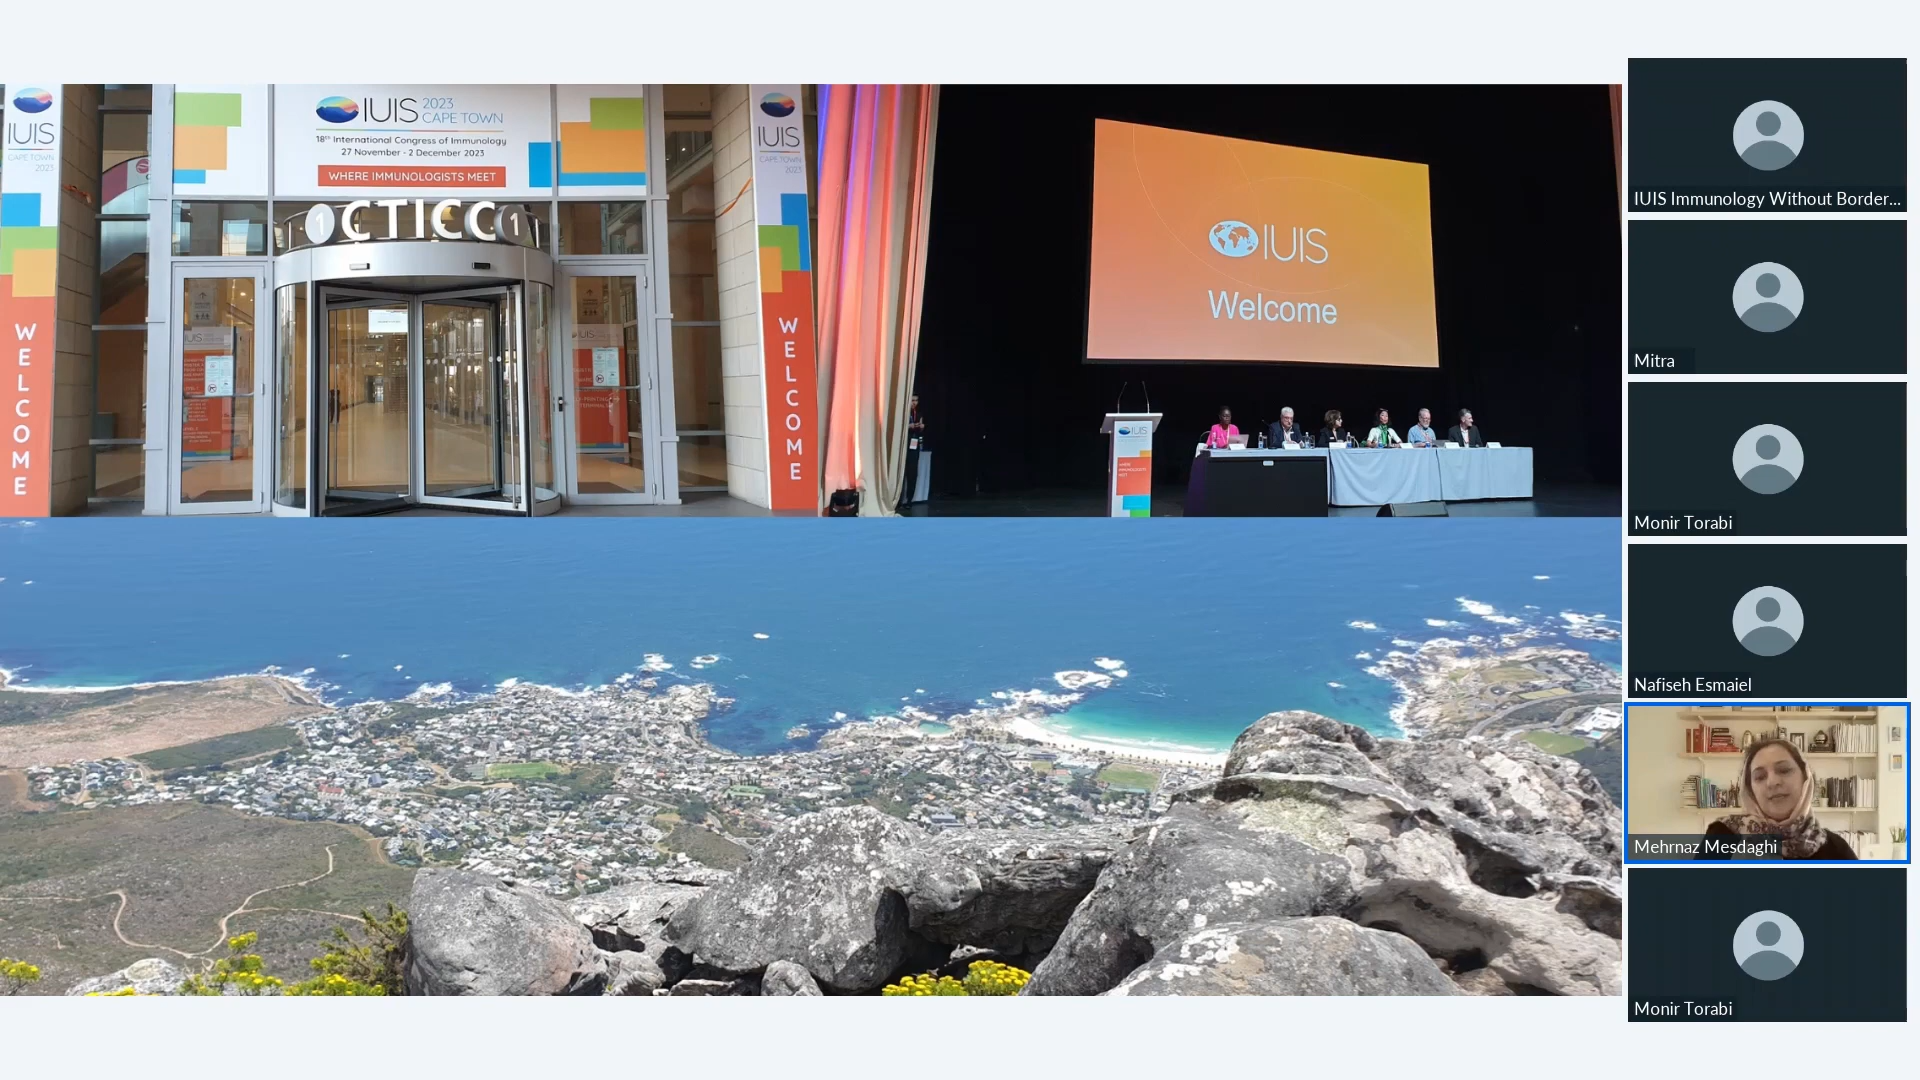 IUIS
CAPE TOWN
2023
WELCOME
IUIS
2023
CAPE TOWN
18th International Congress of Immunology
27 November - 2 December 2023
WHERE IMMUNOLOGISTS MEET
1 CTICC 1
IUIS
CAPE TOWN
2023
WELCOME
IUIS
Welcome
IUIS
IUIS Immunology Without Border...
Mitra
Monir Torabi
Nafiseh Esmaiel
Mehrnaz Mesdaghi
Monir Torabi